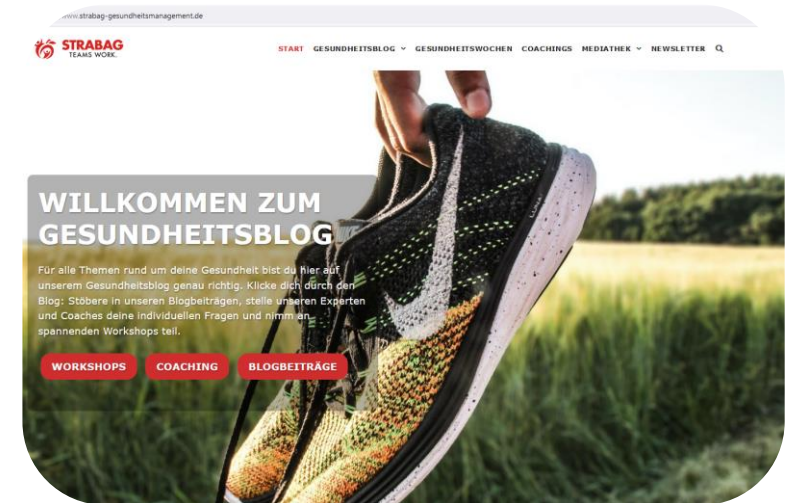 www.strabag-gesundheitsmanagement.de
STRABAG
TEAMS WORK.
START GESUNDHEITSBLOG GESUNDHEITSWOCHEN COACHINGS MEDIATHEK NEWSLETTER
WILLKOMMEN ZUM
GESUNDHEITSBLOG
Für alle Themen rund um deine Gesundheit bist du hier auf
unserem Gesundheitsblog genau richtig. Klicke dich durch den
Blog: Stöbere in unseren Blogbeiträgen, stelle unseren Experten
und Coaches deine individuellen Fragen und nimm an
spannenden Workshops teil.
WORKSHOPS COACHING BLOGBEITRÄGE